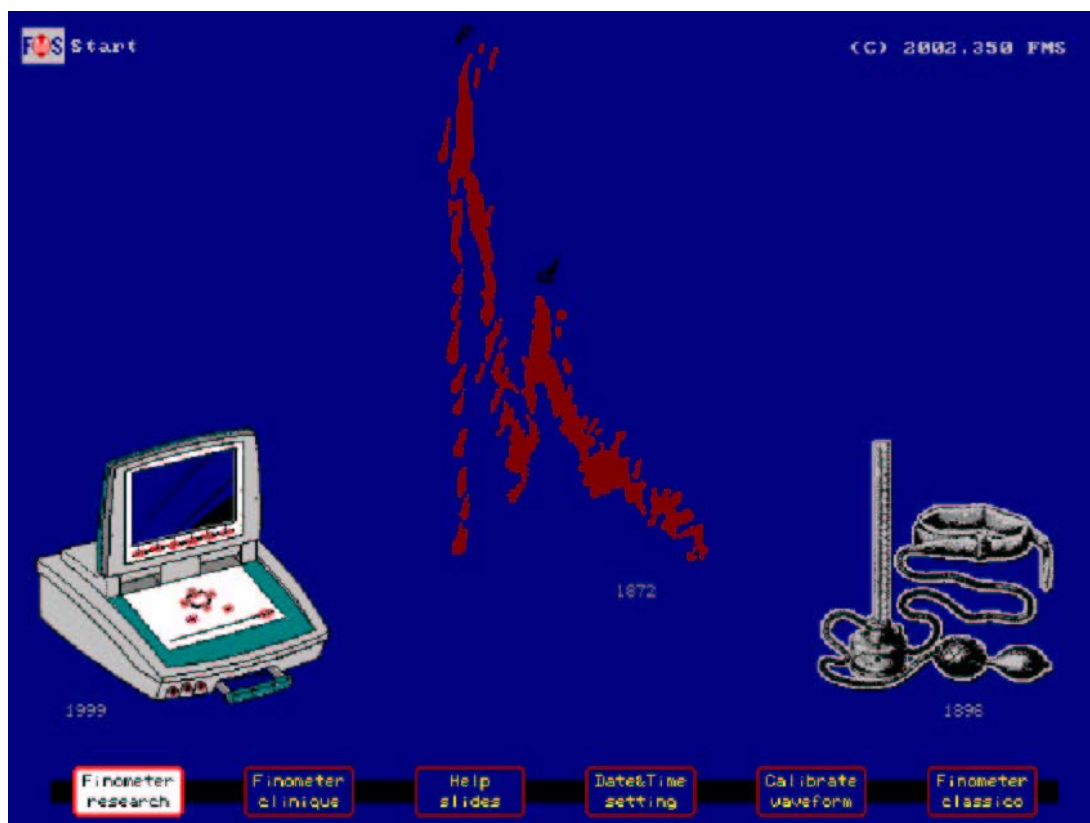 FMS Start
(C) 2002.350 FMS
1872
1999
1896
Finometer
research
Finometer
clinique
Help
slides
Date&Time
setting
Calibrate
waveform
Finometer
classico